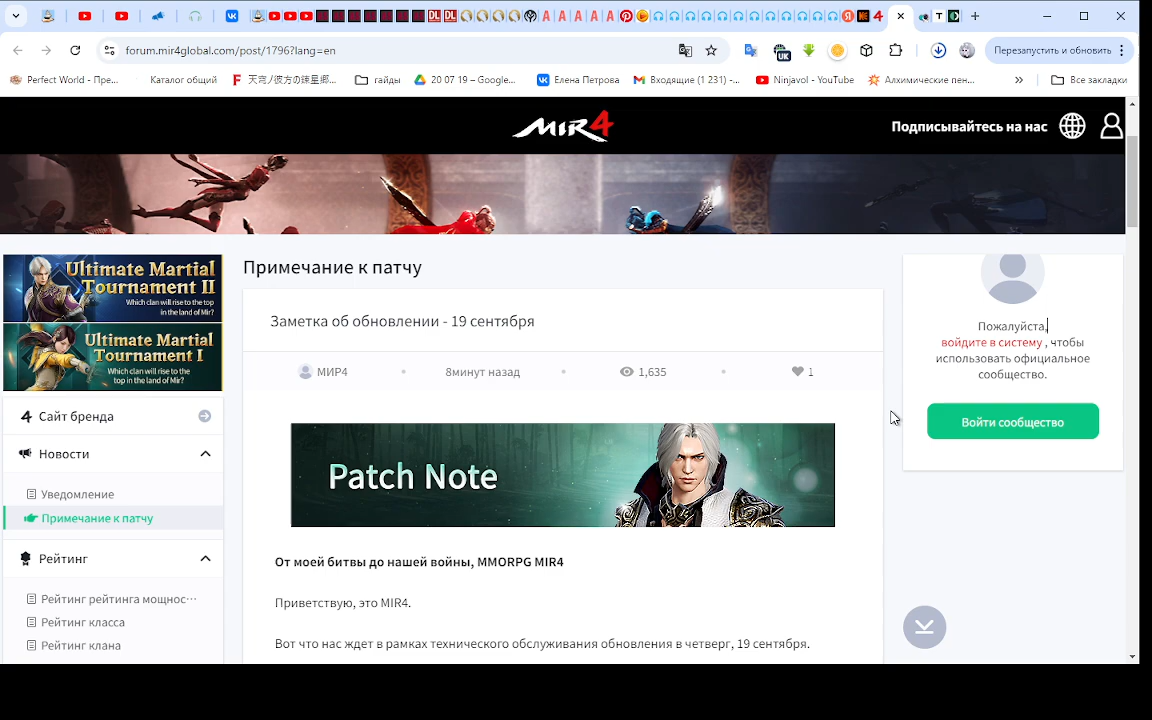 forum.mir4global.com/post/1796?lang=en
UK
Перезапустить и обновить
Perfect World - Пре...
Каталог общий
гайды
20 07 19 – Google...
Елена Петрова
Входящие (1 231) -...
Ninjavol - YouTube
Алхимические пен...
»
Все закладки
MIR4
Подписывайтесь на нас
Ultimate Martial
Tournament II
Which clan will rise to the top
in the land of Mir?
Ultimate Martial
Tournament I
Which clan will rise to the
top in the land of Mir?
Сайт бренда
Новости
Уведомление
Примечание к патчу
Рейтинг
Рейтинг рейтинга мощнос···
Рейтинг класса
Рейтинг клана
Примечание к патчу
Заметка об обновлении - 19 сентября
МИР4
8минут назад
1,635
1
Patch Note
От моей битвы до нашей войны, MMORPG MIR4
Приветствую, это MIR4.
Вот что нас ждет в рамках технического обслуживания обновления в четверг, 19 сентября.
Пожалуйста,
войдите в систему , чтобы
использовать официальное
сообщество.
Войти сообщество